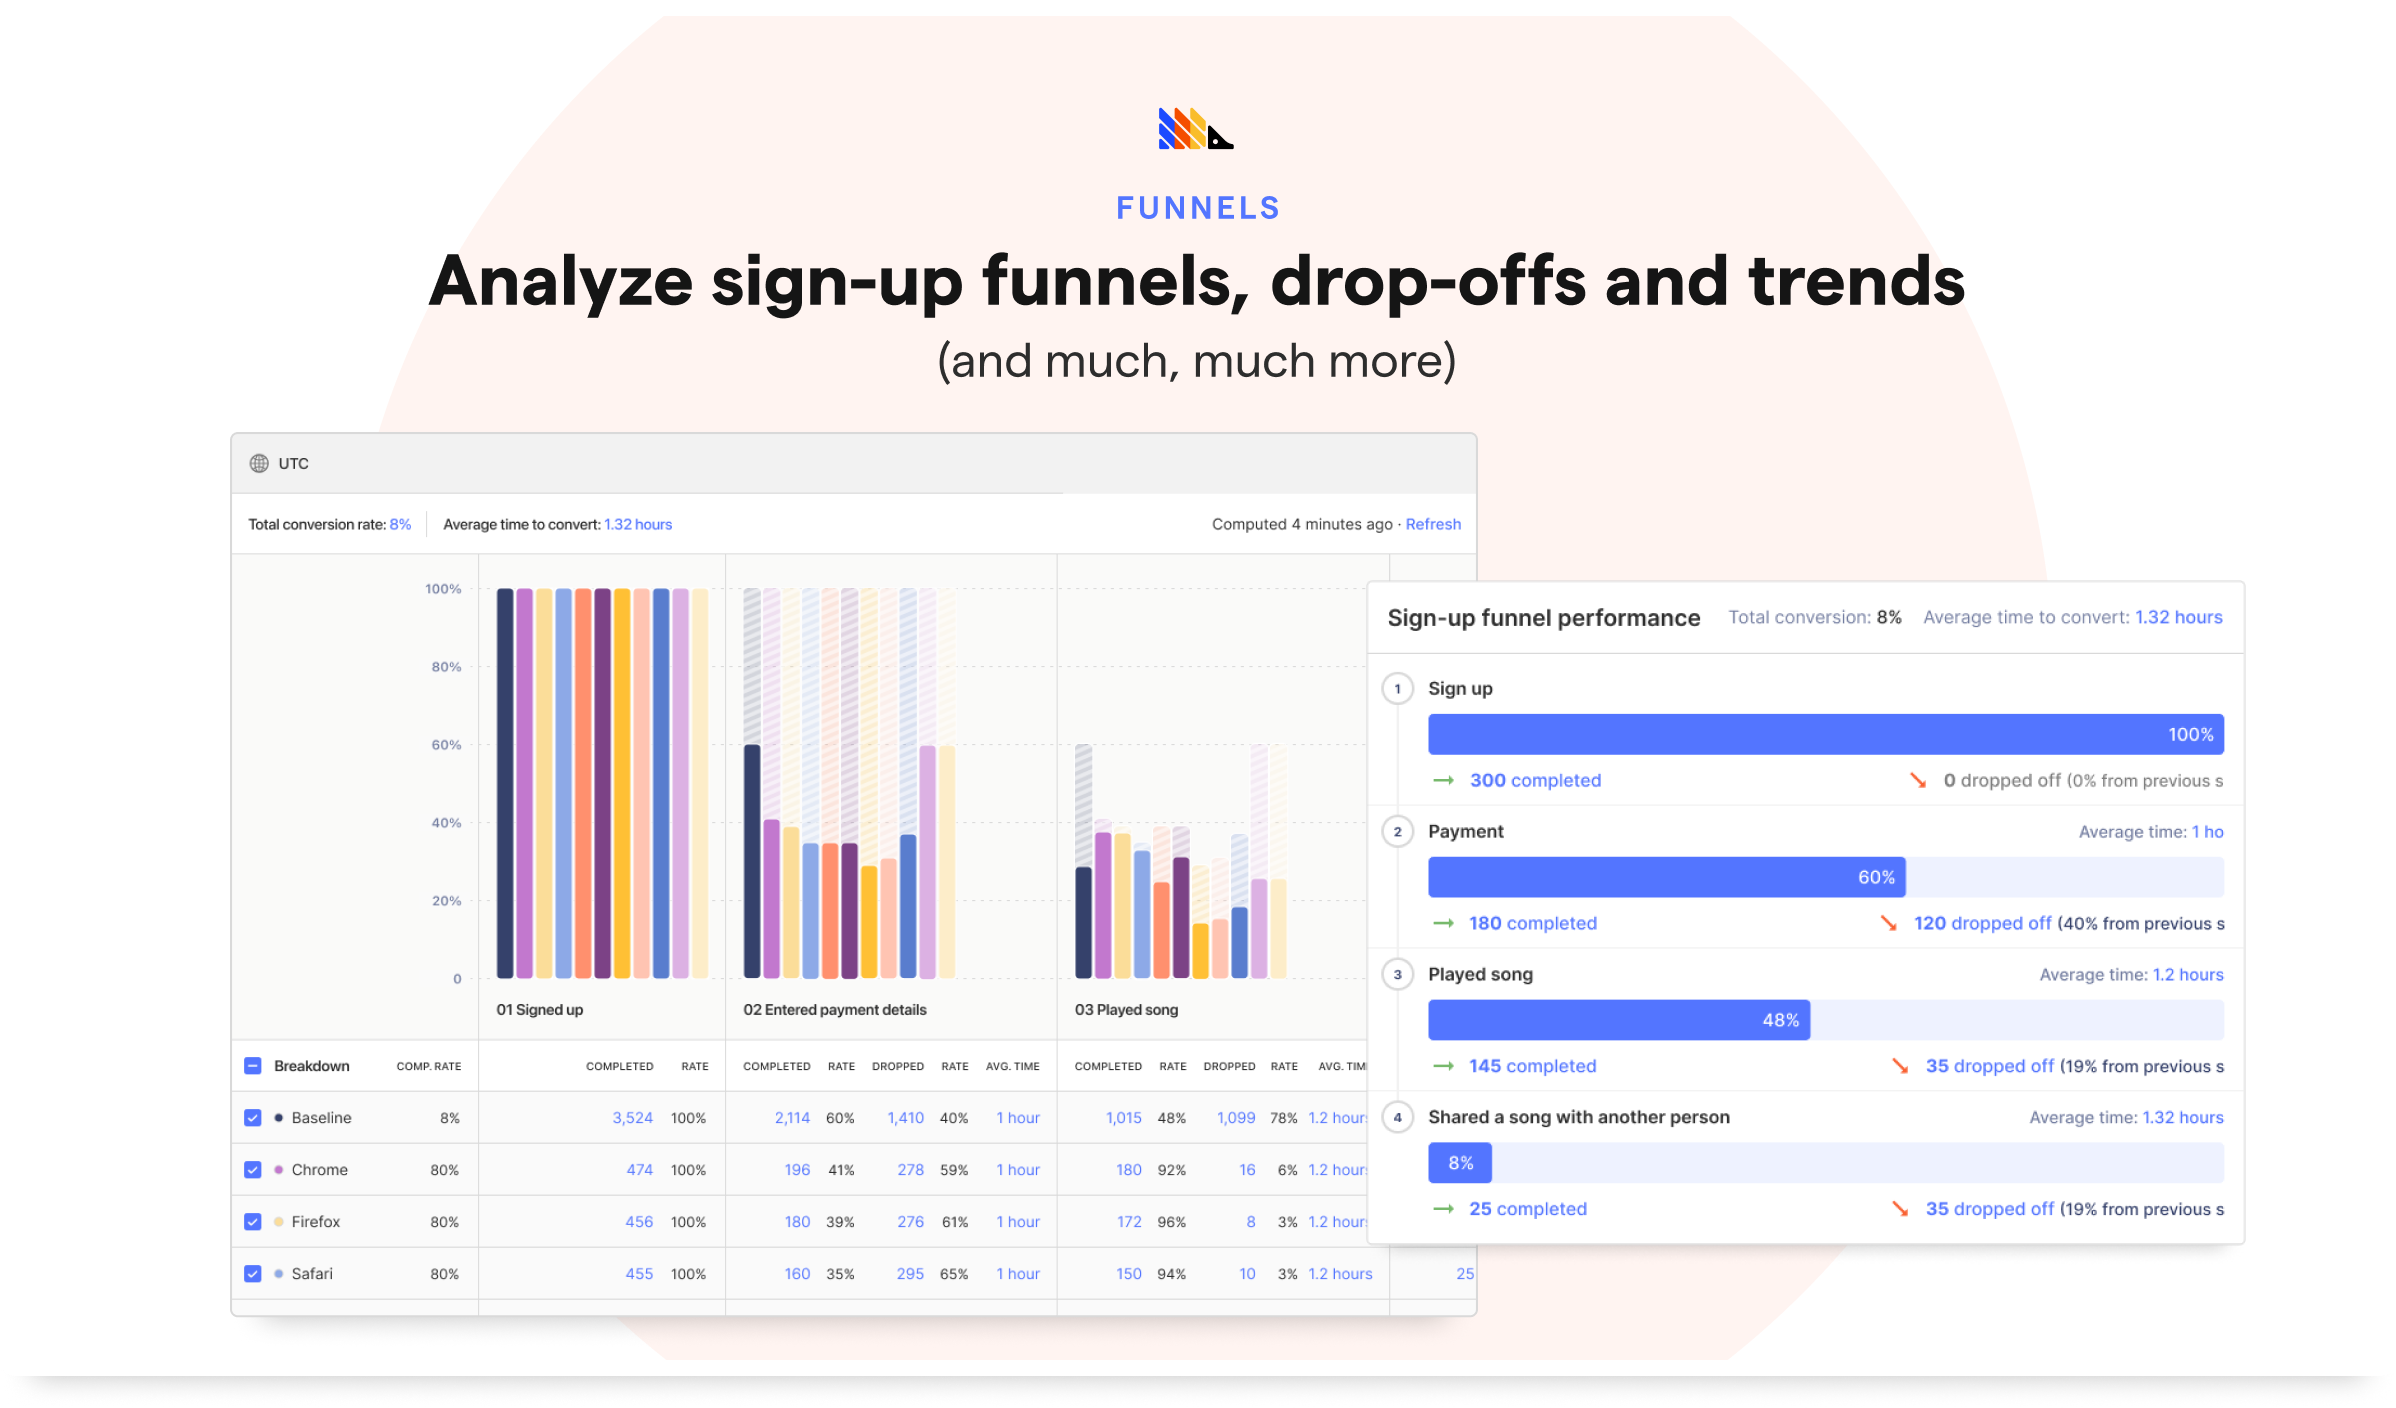 FUNNELS
Analyze sign-up funnels, drop-offs and trends
(and much, much more)
UTC
Total conversion rate: 8%
Average time to convert: 1.32 hours
Computed 4 minutes ago · Refresh
100%
80%
60%
40%
20%
0
01 Signed up
02 Entered payment details
03 Played song
Breakdown COMP. RATE COMPLETED RATE COMPLETED RATE DROPPED RATE AVG. TIME COMPLETED RATE DROPPED RATE AVG. TIM
Baseline 8% 3,524 100% 2,114 60% 1,410 40% 1 hour 1,015 48% 1,099 78% 1.2 hours
Chrome 80% 474 100% 196 41% 278 59% 1 hour 180 92% 16 6% 1.2 hours
Firefox 80% 456 100% 180 39% 276 61% 1 hour 172 96% 8 3% 1.2 hours
Safari 80% 455 100% 160 35% 295 65% 1 hour 150 94% 10 3% 1.2 hours 25
Sign-up funnel performance
Total conversion: 8%
Average time to convert: 1.32 hours
1 Sign up
100%
300 completed
0 dropped off (0% from previous s
2 Payment
Average time: 1 ho
60%
180 completed
120 dropped off (40% from previous s
3 Played song
Average time: 1.2 hours
48%
145 completed
35 dropped off (19% from previous s
4 Shared a song with another person
Average time: 1.32 hours
8%
25 completed
35 dropped off (19% from previous s